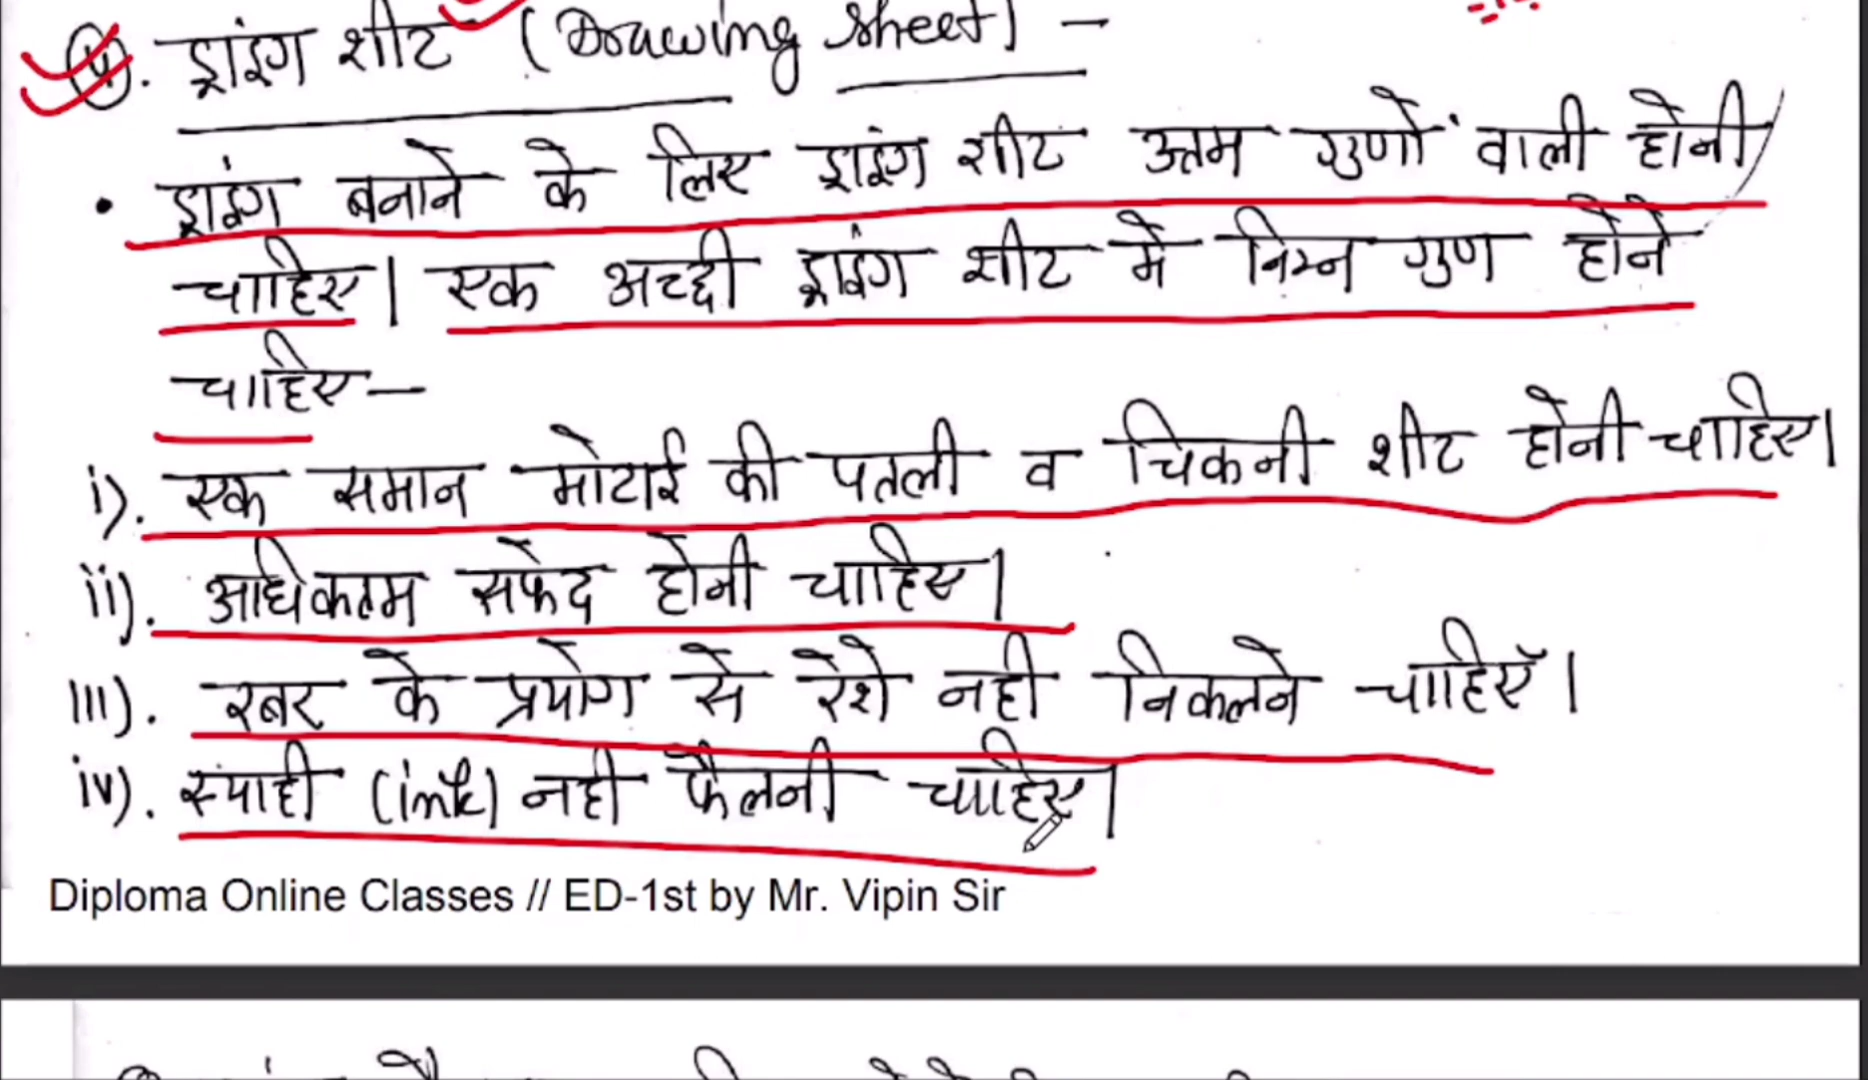 ड्राइंग शीट (Drawing Sheet) -
• ड्राइंग बनाने के लिए ड्राइंग शीट उत्तम गुणों वाली होनी
चाहिए। एक अच्छी ड्राइंग शीट में निम्न गुण होने
चाहिए-
i). एक समान मोटाई की पतली व चिकनी शीट होनी चाहिए।
ii). अधिकतम सफेद होनी चाहिए।
iii). रबर के प्रयोग से रेशे नही निकलने चाहिएँ।
iv). स्याही (ink) नही फैलनी चाहिए।
Diploma Online Classes // ED-1st by Mr. Vipin Sir